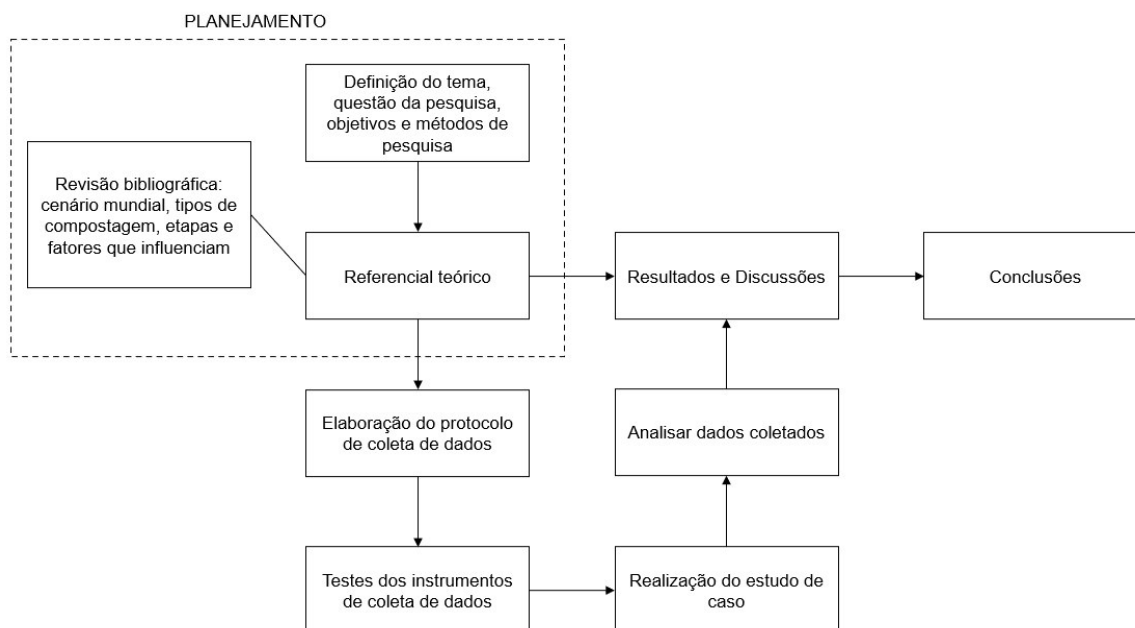 PLANEJAMENTO
Definição do tema,
questão da pesquisa,
objetivos e métodos de
pesquisa
Revisão bibliográfica:
cenário mundial, tipos de
compostagem, etapas e
fatores que influenciam
Referencial teórico
Resultados e Discussões
Conclusões
Elaboração do protocolo
de coleta de dados
Analisar dados coletados
Testes dos instrumentos
de coleta de dados
Realização do estudo de
caso